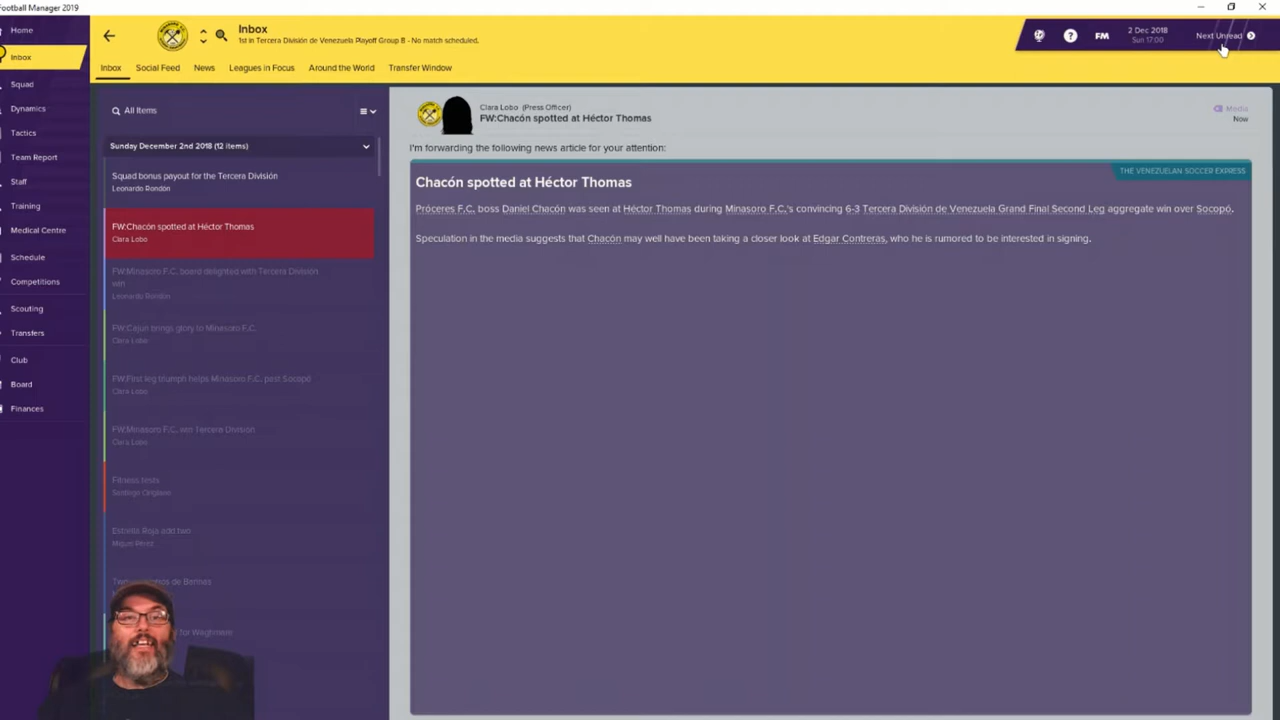 Football Manager 2019
Home
Inbox
Squad
Dynamics
Tactics
Team Report
Staff
Training
Medical Centre
Schedule
Competitions
Scouting
Transfers
Club
Board
Finances
Inbox
1st in Tercera División de Venezuela Playoff Group B - No match scheduled.
?
FM
2 Dec 2018
Sun 17:00
Next Unread
Inbox
Social Feed
News
Leagues in Focus
Around the World
Transfer Window
All Items
Sunday December 2nd 2018 (12 items)
Squad bonus payout for the Tercera División
Leonardo Rondón
FW:Chacón spotted at Héctor Thomas
Clara Lobo
FW:Minasoro F.C. board delighted with Tercera División
win
Leonardo Rondón
FW:Cajun brings glory to Minasoro F.C.
Clara Lobo
FW:First leg triumph helps Minasoro F.C. past Socopó
Clara Lobo
FW:Minasoro F.C. win Tercera División
Clara Lobo
Fitness tests
Estrella Roja add two
Miguel Pérez
de Barinas
for Waghmare
Clara Lobo (Press Officer)
FW:Chacón spotted at Héctor Thomas
Media
Now
I'm forwarding the following news article for your attention:
THE VENEZUELAN SOCCER EXPRESS
Chacón spotted at Héctor Thomas
Próceres F.C. boss Daniel Chacón was seen at Héctor Thomas during Minasoro F.C.'s convincing 6-3 Tercera División de Venezuela Grand Final Second Leg aggregate win over Socopó.
Speculation in the media suggests that Chacón may well have been taking a closer look at Edgar Contreras, who he is rumored to be interested in signing.